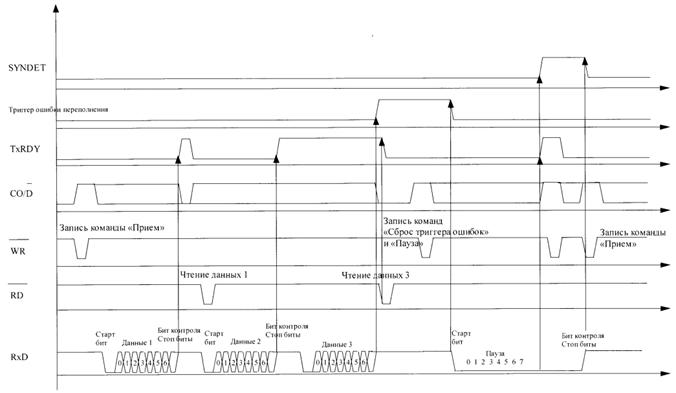 SYNDET
Триггер ошибки переполнения
TxRDY
CO/D
Запись команды «Прием»
Запись команд
«Сброс триггера ошибок»
и «Пауза»
Запись команды
«Прием»
WR
Чтение данных 1
Чтение данных 3
RD
Старт
бит
Данные 1
0 1 2 3 4 5 6
Бит контроля
Стоп биты
Старт
бит
Данные 2
0 1 2 3 4 5 6
Бит контроля
Стоп биты
Данные 3
0 1 2 3 4 5 6
Старт
бит
Пауза
0 1 2 3 4 5 6 7
Бит контроля
Стоп биты
RxD